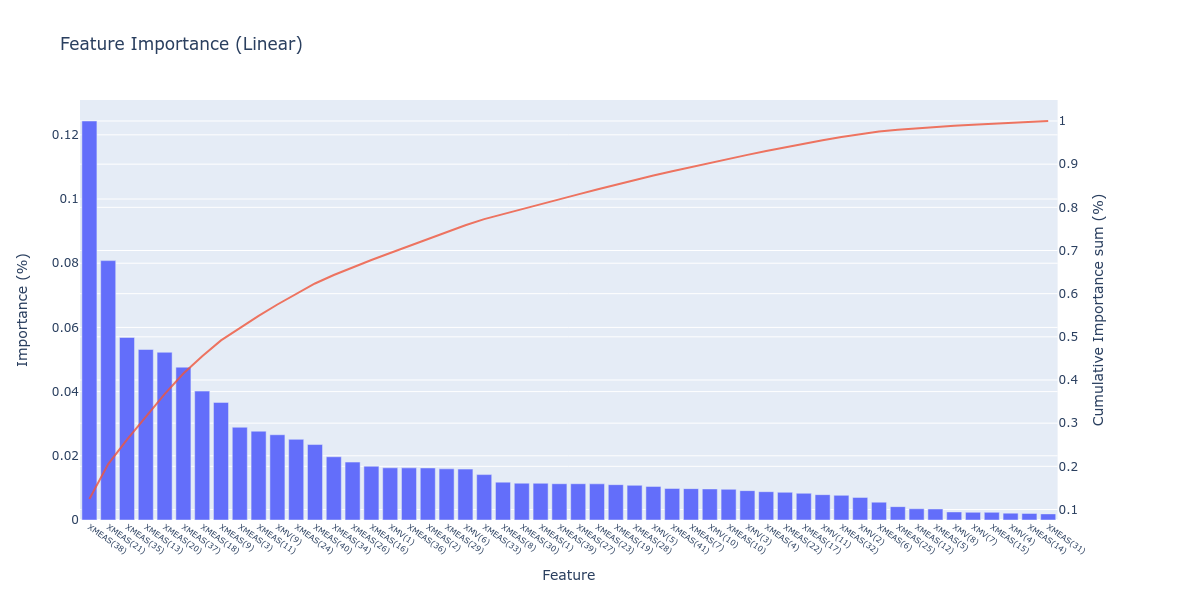 Feature Importance (Linear)
0.12
0.1
0.08
0.06
0.04
0.02
0
Importance (%)
1
0.9
0.8
0.7
0.6
0.5
0.4
0.3
0.2
0.1
Cumulative Importance sum (%)
XMEAS(38)
XMEAS(21)
XMEAS(35)
XMEAS(13)
XMEAS(20)
XMEAS(37)
XMEAS(18)
XMEAS(9)
XMEAS(3)
XMEAS(11)
XMV(9)
XMEAS(24)
XMEAS(40)
XMEAS(34)
XMEAS(26)
XMEAS(16)
XMV(1)
XMEAS(36)
XMEAS(2)
XMEAS(29)
XMV(6)
XMEAS(33)
XMEAS(8)
XMEAS(30)
XMEAS(1)
XMEAS(39)
XMEAS(27)
XMEAS(23)
XMEAS(19)
XMEAS(28)
XMV(5)
XMEAS(41)
XMEAS(7)
XMV(10)
XMEAS(10)
XMV(3)
XMEAS(4)
XMEAS(22)
XMEAS(17)
XMV(11)
XMEAS(32)
XMV(2)
XMEAS(6)
XMEAS(25)
XMEAS(12)
XMEAS(5)
XMV(8)
XMV(7)
XMEAS(15)
XMV(4)
XMEAS(14)
XMEAS(31)
Feature